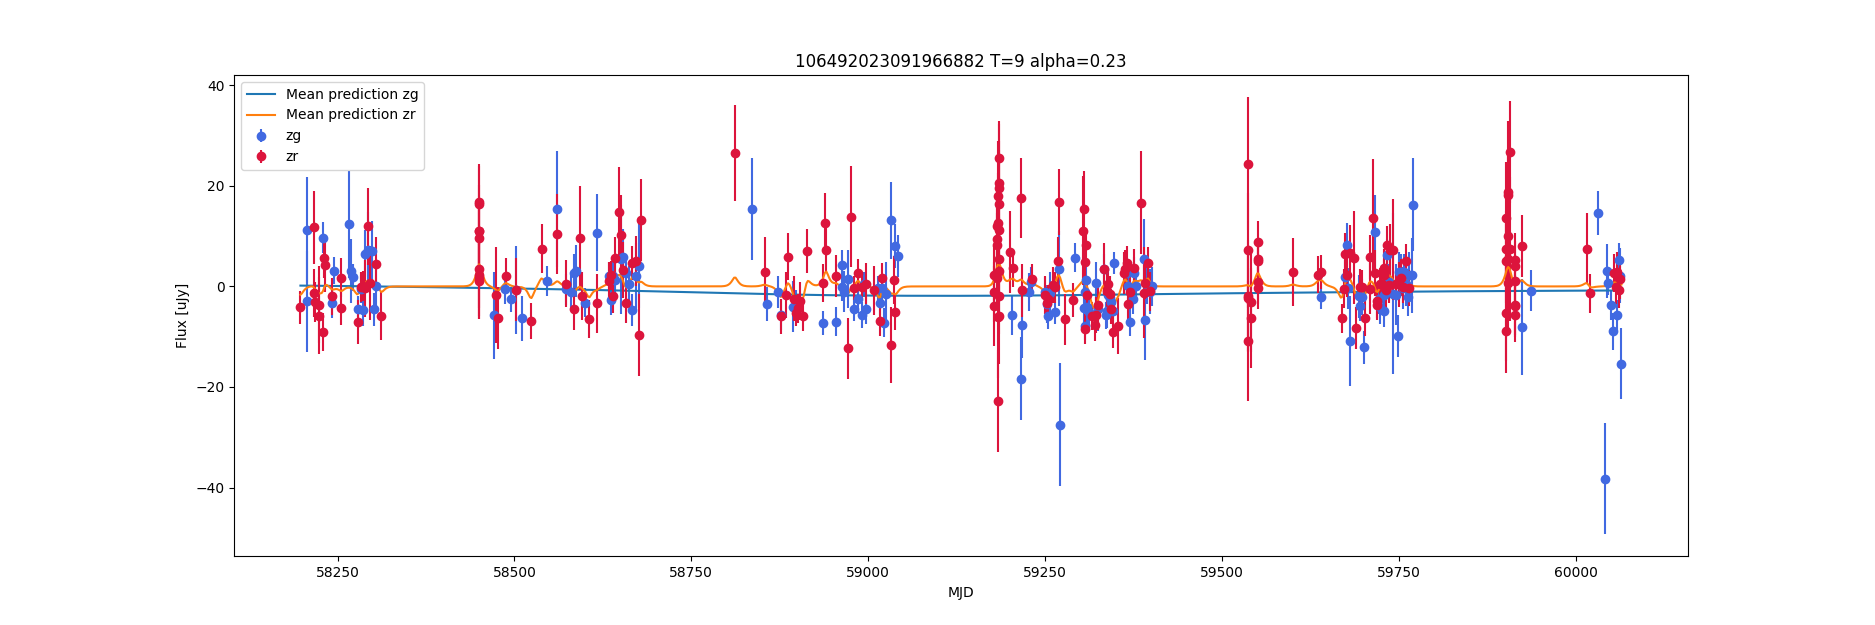 106492023091966882 T=9 alpha=0.23
Mean prediction zg
Mean prediction zr
zg
zr
40
20
0
−20
−40
Flux [uJy]
58250 58500 58750 59000 59250 59500 59750 60000
MJD